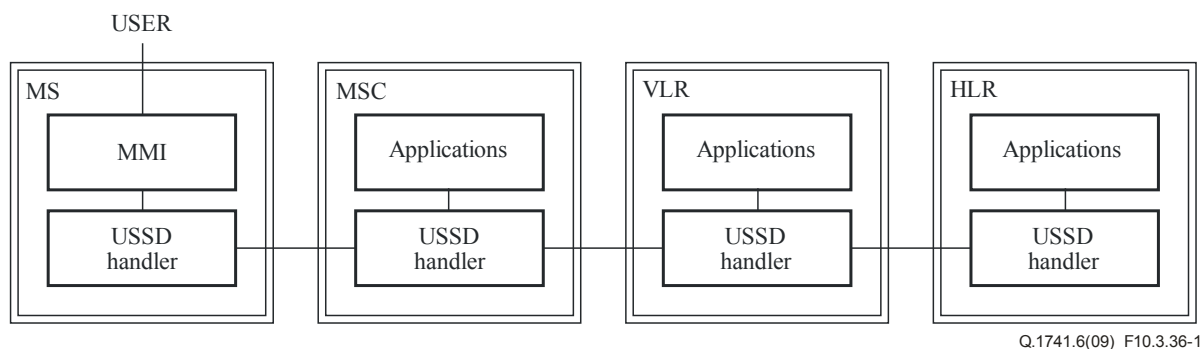 USER
MS
MSC
VLR
HLR
MMI
Applications
Applications
Applications
USSD
handler
USSD
handler
USSD
handler
USSD
handler
Q.1741.6(09)_F10.3.36-1